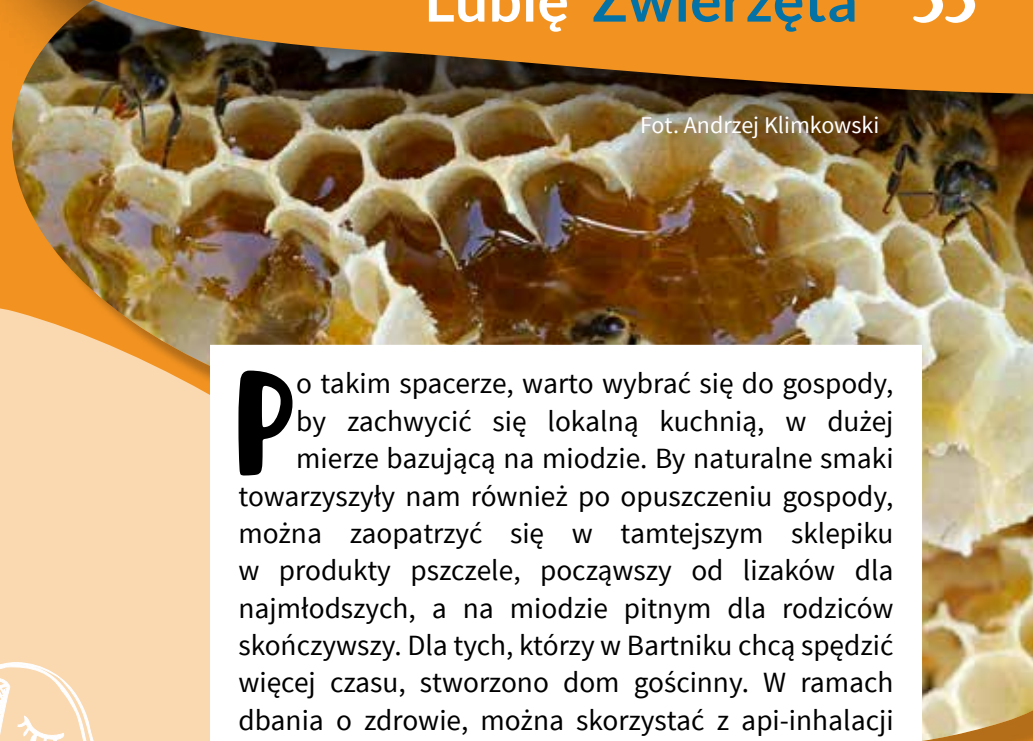 Lubię Zwierzęta 33
Fot. Andrzej Klimkowski
Po takim spacerze, warto wybrać się do gospody,
by zachwycić się lokalną kuchnią, w dużej
mierze bazującą na miodzie. By naturalne smaki
towarzyszyły nam również po opuszczeniu gospody,
można zaopatrzyć się w tamtejszym sklepiku
w produkty pszczele, począwszy od lizaków dla
najmłodszych, a na miodzie pitnym dla rodziców
skończywszy. Dla tych, którzy w Bartniku chcą spędzić
więcej czasu, stworzono dom gościnny. W ramach
dbania o zdrowie, można skorzystać z api-inhalacji